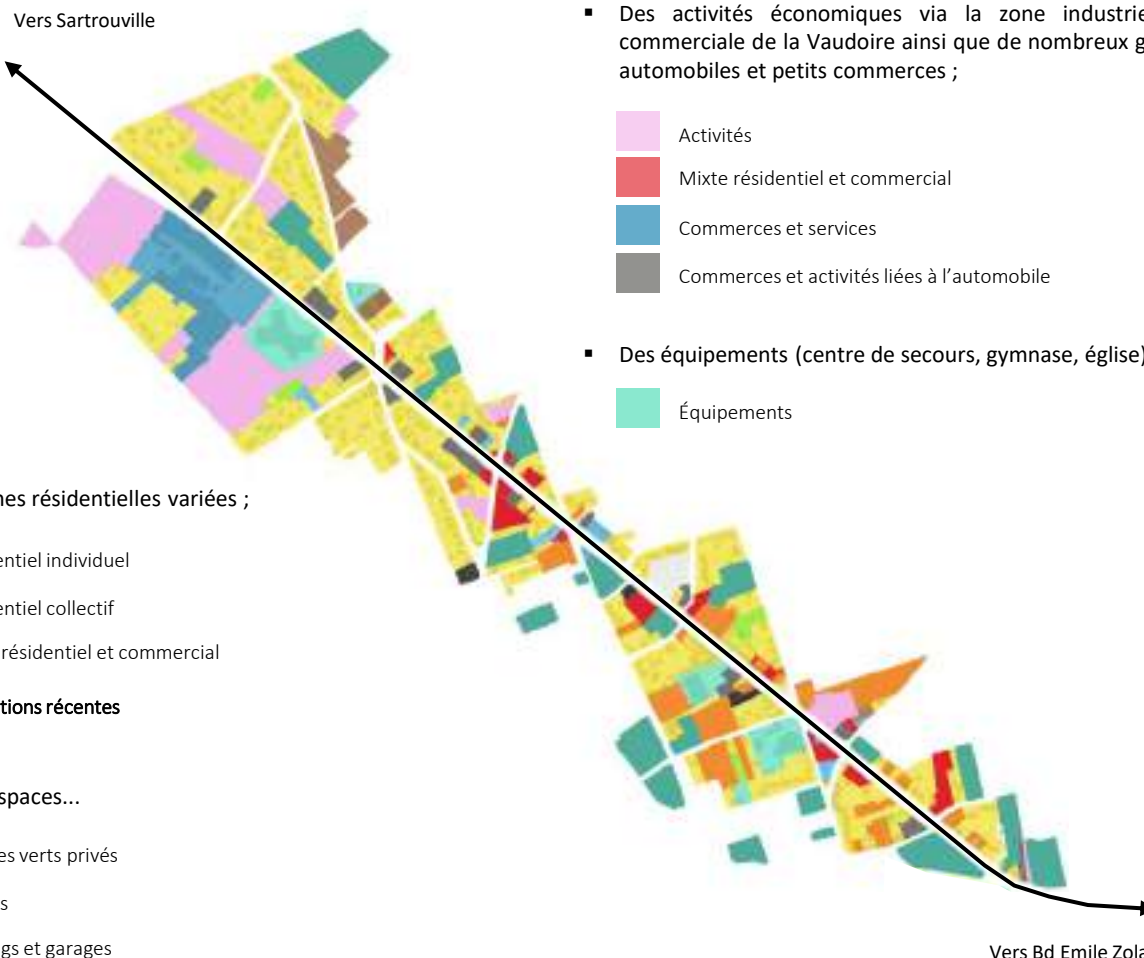 Vers Sartrouville
▪ Des activités économiques via la zone industrie
commerciale de la Vaudoire ainsi que de nombreux g
automobiles et petits commerces ;
Activités
Mixte résidentiel et commercial
Commerces et services
Commerces et activités liées à l’automobile
▪ Des équipements (centre de secours, gymnase, église)
Équipements
nes résidentielles variées ;
entiel individuel
entiel collectif
résidentiel et commercial
tions récentes
spaces...
es verts privés
s
gs et garages
Vers Bd Emile Zola